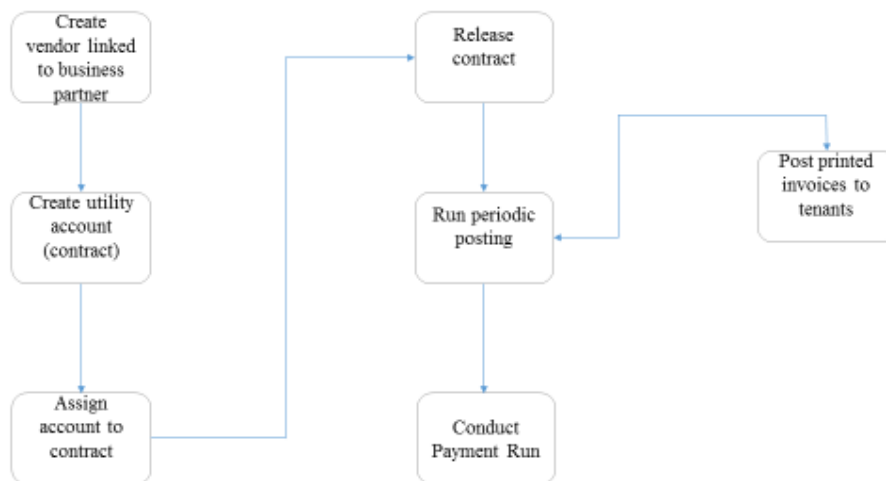 Create
vendor linked
to business
partner
Create utility
account
(contract)
Assign
account to
contract
Release
contract
Run periodic
posting
Conduct
Payment Run
Post printed
invoices to
tenants